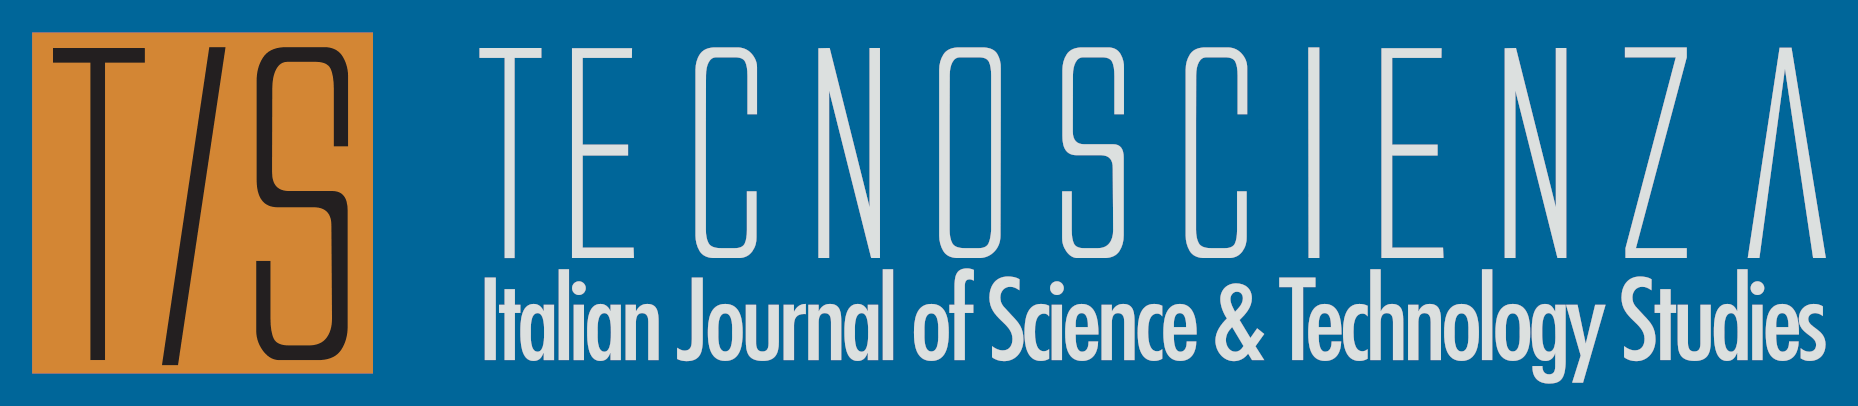 T/S
TECNOSCIENZA
Italian Journal of Science & Technology Studies